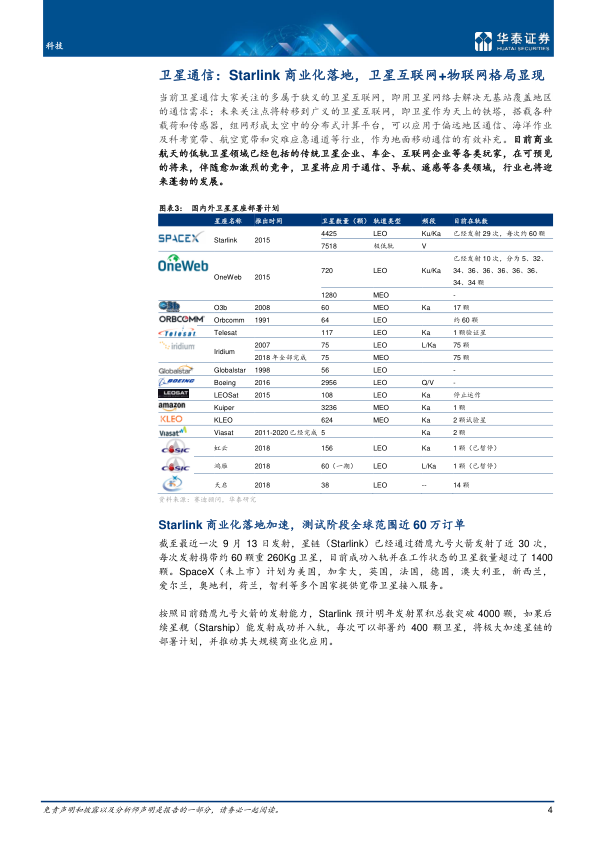 科技
华泰证券
HUATAI SECURITIES
卫星通信：Starlink 商业化落地，卫星互联网+物联网格局显现
当前卫星通信大家关注的多属于狭义的卫星互联网，即用卫星网络去解决无基站覆盖地区
的通信需求；未来关注点将转移到广义的卫星互联网，即卫星作为天上的铁塔，搭载各种
载荷和传感器，组网形成太空中的分布式计算平台，可以应用于偏远地区通信、海洋作业
及科考宽带、航空宽带和灾难应急通道等行业，作为地面移动通信的有效补充。目前商业
航天的低轨卫星领域已经包括的传统卫星企业、车企、互联网企业等各类玩家，在可预见
的将来，伴随愈加激烈的竞争，卫星将应用于通信、导航、遥感等各类领域，行业也将迎
来蓬勃的发展。
图表3： 国内外卫星星座部署计划
星座名称 推出时间 卫星数量（颗） 轨道类型 频段 目前在轨数
SPACEX Starlink 2015 4425 LEO Ku/Ka 已经发射 29 次，每次约 60 颗
7518 极低轨 V
OneWeb OneWeb 2015 720 LEO Ku/Ka 已经发射 10 次，分为 5、32、
34、36、36、36、36、36、
34、34 颗
1280 MEO -
O3b O3b 2008 60 MEO Ka 17 颗
ORBCOMM Orbcomm 1991 64 LEO 约 60 颗
Telesat Telesat 117 LEO Ka 1 颗验证星
iridium Iridium 2007 75 LEO L/Ka 75 颗
2018 年全部完成 75 MEO 75 颗
Globalstar Globalstar 1998 56 LEO -
BOEING Boeing 2016 2956 LEO Q/V -
LEOSAT LEOSat 2015 108 LEO Ka 停止运作
amazon Kuiper 3236 MEO Ka 1 颗
KLEO KLEO 624 MEO Ka 2 颗试验星
Viasat Viasat 2011-2020 已经完成 5 Ka 2 颗
CASIC 虹云 2018 156 LEO Ka 1 颗（已暂停）
CASIC 鸿雁 2018 60（一期） LEO L/Ka 1 颗（已暂停）
天启 2018 38 LEO -- 14 颗
资料来源：赛迪顾问，华泰研究
Starlink 商业化落地加速，测试阶段全球范围近 60 万订单
截至最近一次 9 月 13 日发射，星链（Starlink）已经通过猎鹰九号火箭发射了近 30 次，
每次发射携带约 60 颗重 260Kg 卫星，目前成功入轨并在工作状态的卫星数量超过了 1400
颗。SpaceX（未上市）计划为美国，加拿大，英国，法国，德国，澳大利亚，新西兰，
爱尔兰，奥地利，荷兰，智利等多个国家提供宽带卫星接入服务。
按照目前猎鹰九号火箭的发射能力，Starlink 预计明年发射累积总数突破 4000 颗，如果后
续星舰（Starship）能发射成功并入轨，每次可以部署约 400 颗卫星，将极大加速星链的
部署计划，并推动其大规模商业化应用。
免责声明和披露以及分析师声明是报告的一部分，请务必一起阅读。
4